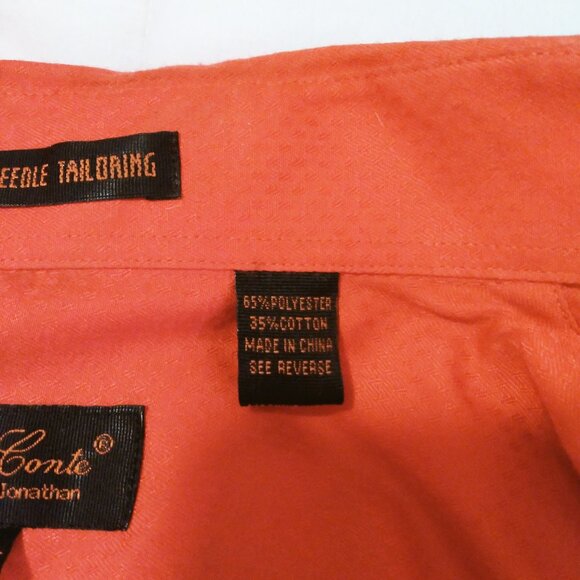 EEDLE TAILORING
65%POLYESTER
35%COTTON
MADE IN CHINA
SEE REVERSE
Conte®
Jonathan